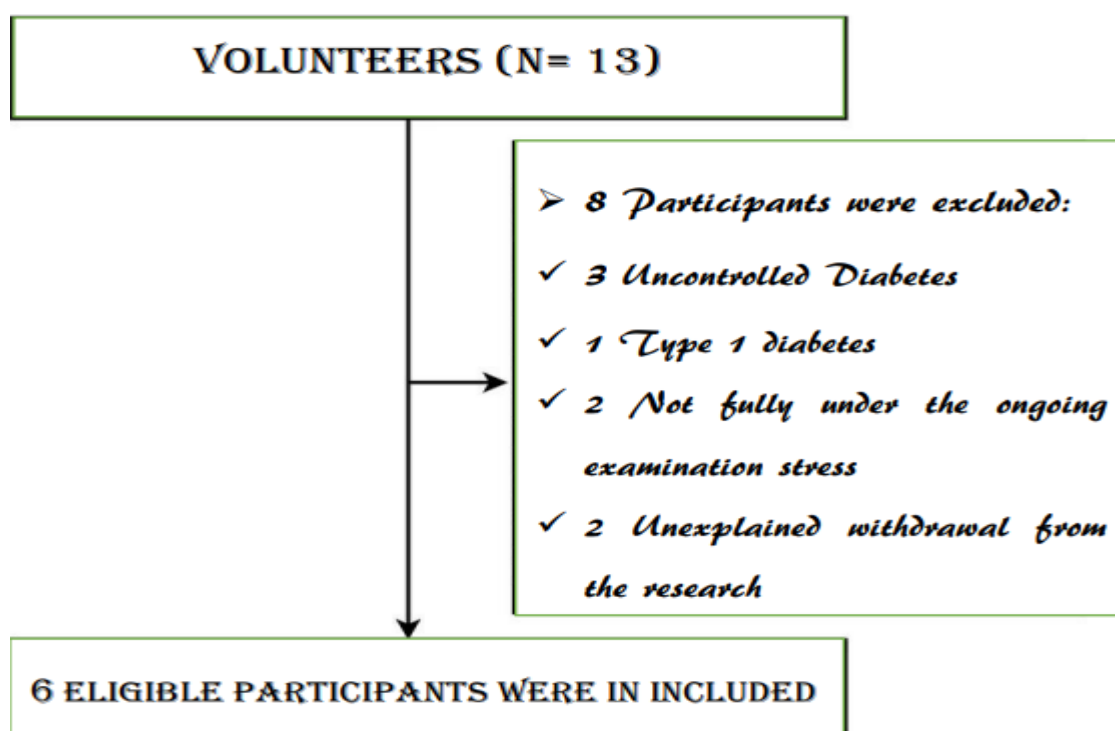 VOLUNTEERS (N= 13)
➢ 8 Participants were excluded:
✓ 3 Uncontrolled Diabetes
✓ 1 Type 1 diabetes
✓ 2 Not fully under the ongoing
examination stress
✓ 2 Unexplained withdrawal from
the research
6 ELIGIBLE PARTICIPANTS WERE IN INCLUDED